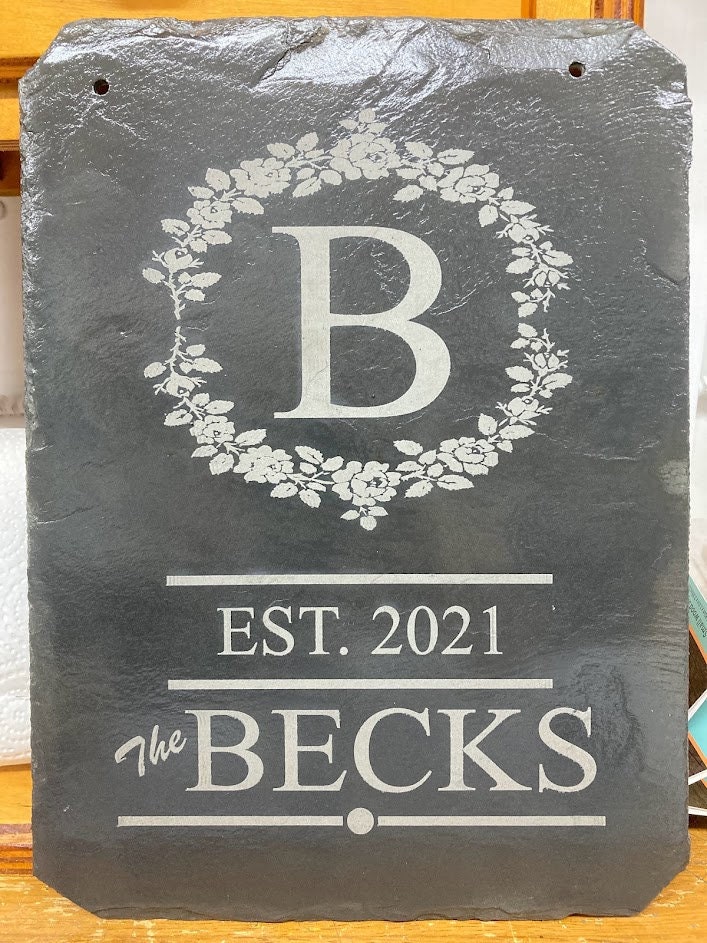 B
EST. 2021
The BECKS